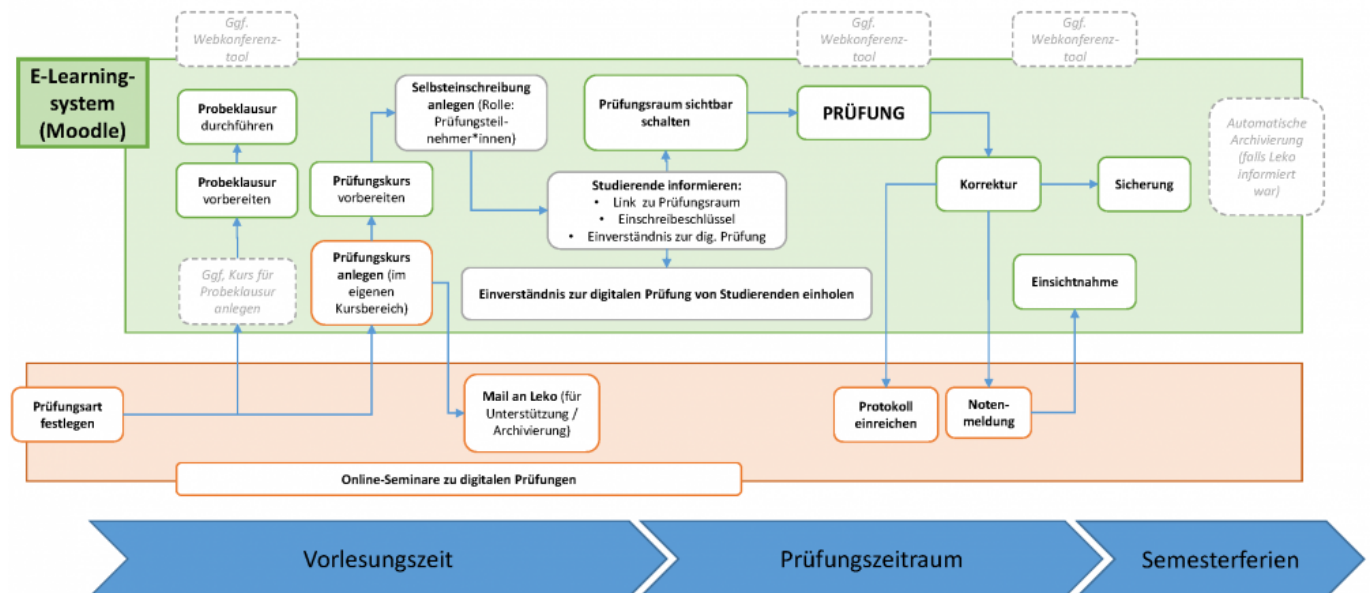 Ggf.
Webkonferenz-
tool
Ggf.
Webkonferenz-
tool
Ggf.
Webkonferenz-
tool
E-Learning-
system
(Moodle)
Probeklausur
durchführen
Probeklausur
vorbereiten
Ggf, Kurs für
Probeklausur
anlegen
Selbsteinschreibung
anlegen (Rolle:
Prüfungsteil-
nehmer*innen)
Prüfungskurs
vorbereiten
Prüfungskurs
anlegen (im
eigenen
Kursbereich)
Prüfungsraum sichtbar
schalten
Studierende informieren:
• Link zu Prüfungsraum
• Einschreibeschlüssel
• Einverständnis zur dig. Prüfung
Einverständnis zur digitalen Prüfung von Studierenden einholen
PRÜFUNG
Korrektur
Sicherung
Einsichtnahme
Automatische
Archivierung
(falls Leko
informiert
war)
Prüfungsart
festlegen
Mail an Leko (für
Unterstützung /
Archivierung)
Protokoll
einreichen
Noten-
meldung
Online-Seminare zu digitalen Prüfungen
Vorlesungszeit
Prüfungszeitraum
Semesterferien